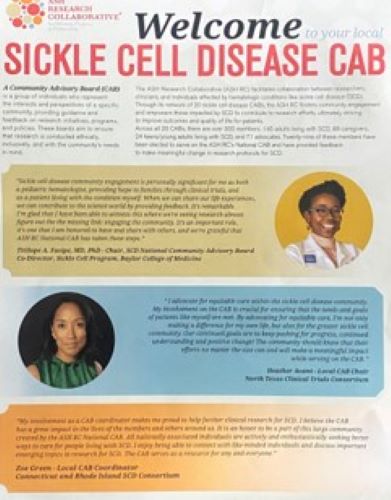 ASH
RESEARCH
COLLABORATIVE
Welcome to your local
SICKLE CELL DISEASE CAB
A Community Advisory Board (CAB)
is a group of individuals who represent
the interests and perspectives of a specific
community, providing guidance and
feedback on research initiatives, programs,
and policies. These boards aim to ensure
that research is conducted ethically,
inclusively, and with the community's needs
in mind.
The ASH Research Collaborative (ASH RC) facilitates collaboration between researchers,
clinicians, and individuals affected by hematologic conditions like sickle cell disease (SCD).
Through its network of 20 sickle cell disease CABs, the ASH RC fosters community engagement
and empowers those impacted by SCD to contribute to research efforts, ultimately striving
to improve outcomes and quality of life for patients.
Across all 20 CABs, there are over 300 members:
adults living with SCD, 88 caregivers,
24 teens/young adults living with SCD, and 71 advocates. Twenty-nine of these members have
been elected to serve on the ASH RC's National CAB and have provided feedback
to make meaningful change in research protocols for SCD.
"Sickle cell disease community engagement is personally significant for me as both
a pediatric hematologist, providing hope to families through clinical trials, and
as a patient living with the condition myself. When we can share our life experiences,
we can contribute to the science world by providing feedback. It's remarkable.
I'm glad that I have been able to witness this where we're seeing research almost
figure out the the missing link: engaging the community. It's an important role,
it's one that I am honored to have and share with others, and we're grateful that
ASH RC National CAB has taken these steps."
Titilope A. Fasipe, MD, PhD - Chair, SCD National Community Advisory Board
Co-Director, Sickle Cell Program, Baylor College of Medicine
"I advocate for equitable care within the sickle cell disease community.
My involvement on the CAB is crucial for ensuring that the needs and goals
of patients like myself are met. By advocating for equitable care, I'm not only
making a difference for my own life, but also for the greater sickle cell
community. Our continued goals are to keep pushing for progress, continued
understanding and positive change! The community should know that their
efforts no matter the size can and will make a meaningful impact
while serving on the CAB."
Heather Avant - Local CAB Chair
North Texas Clinical Trials Consortium
"My involvement as a CAB coordinator makes me proud to help further clinical research for SCD. I believe the CAB
has a great impact in the lives of the members and others around us. It is an honor to be a part of this large community
created by the ASH RC National CAB. All nationally associated individuals are actively and enthusiastically seeking better
ways to care for people living with SCD. I enjoy being able to connect with like-minded individuals and discuss important
emerging topics in research for SCD. The CAB serves as a resource for any and everyone."
Zoe Green - Local CAB Coordinator
Connecticut and Rhode Island SCD Consortium